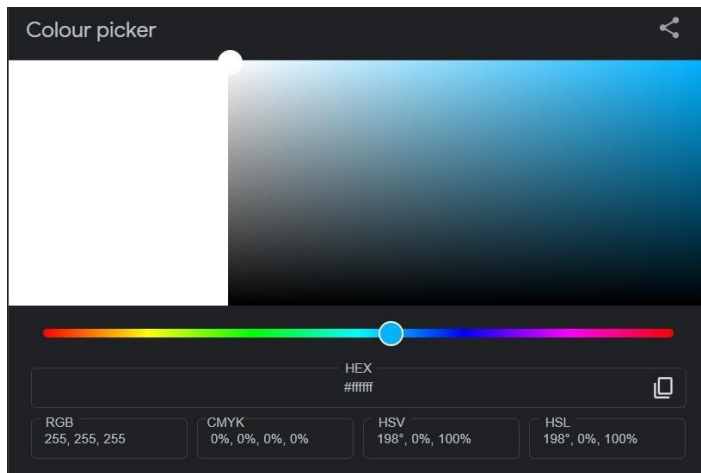 Colour picker
HEX
#ffffff
RGB
255, 255, 255
CMYK
0%, 0%, 0%, 0%
HSV
198°, 0%, 100%
HSL
198°, 0%, 100%